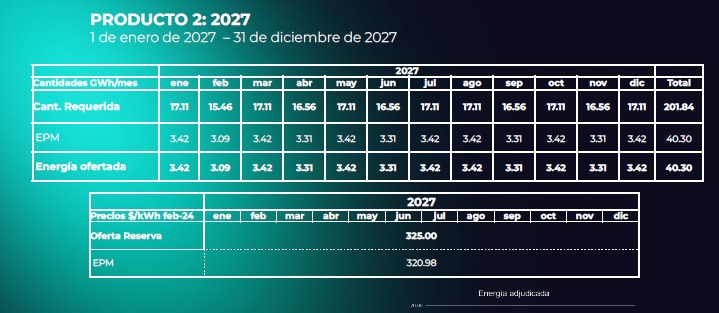 PRODUCTO 2: 2027
1 de enero de 2027 – 31 de diciembre de 2027
2027
Cantidades GWh/mes ene feb mar abr may jun jul ago sep oct nov dic Total
Cant. Requerida 17.11 15.46 17.11 16.56 17.11 16.56 17.11 17.11 16.56 17.11 16.56 17.11 201.84
EPM 3.42 3.09 3.42 3.31 3.42 3.31 3.42 3.42 3.31 3.42 3.31 3.42 40.30
Energía ofertada 3.42 3.09 3.42 3.31 3.42 3.31 3.42 3.42 3.31 3.42 3.31 3.42 40.30
2027
Precios $/kWh feb-24 ene feb mar abr may jun jul ago sep oct nov dic
Oferta Reserva 325.00
EPM 320.98
Energía adjudicada